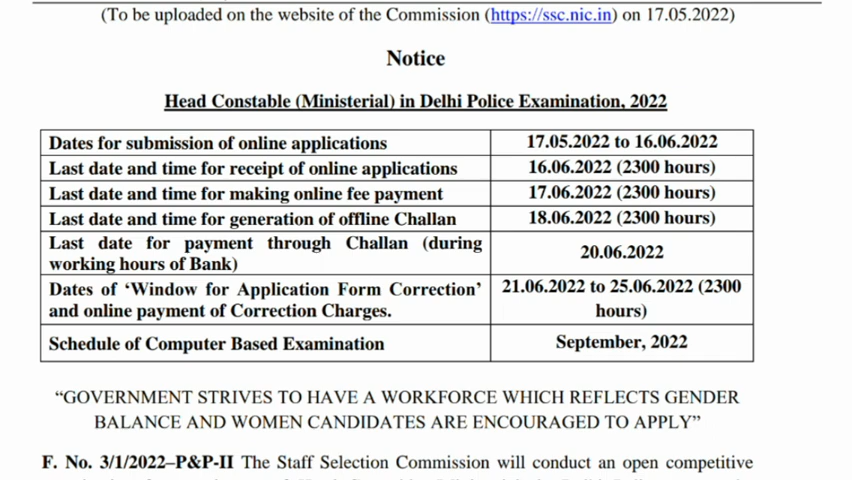 (To be uploaded on the website of the Commission (https://ssc.nic.in) on 17.05.2022)
Notice
Head Constable (Ministerial) in Delhi Police Examination, 2022
Dates for submission of online applications 17.05.2022 to 16.06.2022
Last date and time for receipt of online applications 16.06.2022 (2300 hours)
Last date and time for making online fee payment 17.06.2022 (2300 hours)
Last date and time for generation of offline Challan 18.06.2022 (2300 hours)
Last date for payment through Challan (during
working hours of Bank)
20.06.2022
Dates of ‘Window for Application Form Correction’
and online payment of Correction Charges.
21.06.2022 to 25.06.2022 (2300
hours)
Schedule of Computer Based Examination September, 2022
“GOVERNMENT STRIVES TO HAVE A WORKFORCE WHICH REFLECTS GENDER
BALANCE AND WOMEN CANDIDATES ARE ENCOURAGED TO APPLY”
F. No. 3/1/2022–P&P-II The Staff Selection Commission will conduct an open competitive